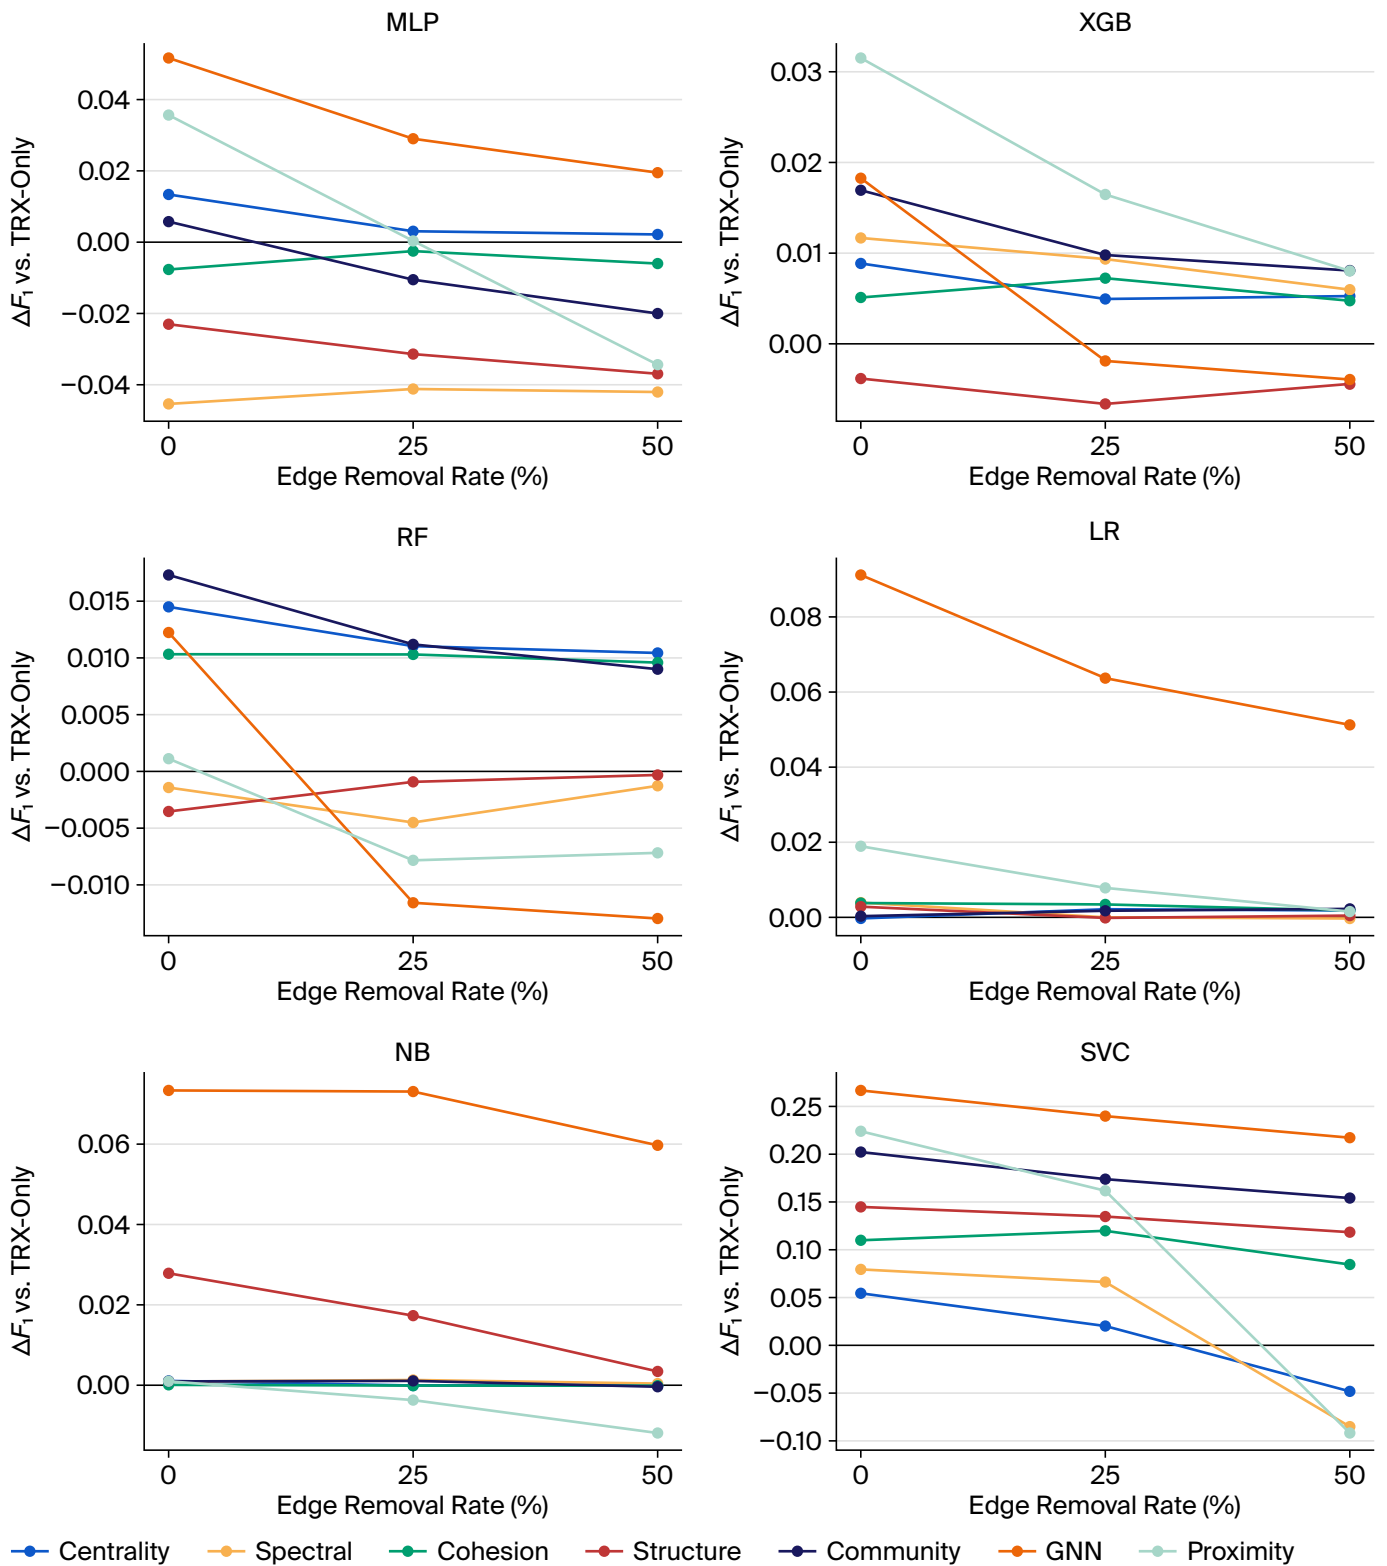 MLP
ΔF₁ vs. TRX-Only
0.04
0.02
0.00
−0.02
−0.04
0 25 50
Edge Removal Rate (%)
XGB
ΔF₁ vs. TRX-Only
0.03
0.02
0.01
0.00
0 25 50
Edge Removal Rate (%)
RF
ΔF₁ vs. TRX-Only
0.015
0.010
0.005
0.000
−0.005
−0.010
0 25 50
Edge Removal Rate (%)
LR
ΔF₁ vs. TRX-Only
0.08
0.06
0.04
0.02
0.00
0 25 50
Edge Removal Rate (%)
NB
ΔF₁ vs. TRX-Only
0.06
0.04
0.02
0.00
0 25 50
Edge Removal Rate (%)
SVC
ΔF₁ vs. TRX-Only
0.25
0.20
0.15
0.10
0.05
0.00
−0.05
−0.10
0 25 50
Edge Removal Rate (%)
Centrality Spectral Cohesion Structure Community GNN Proximity